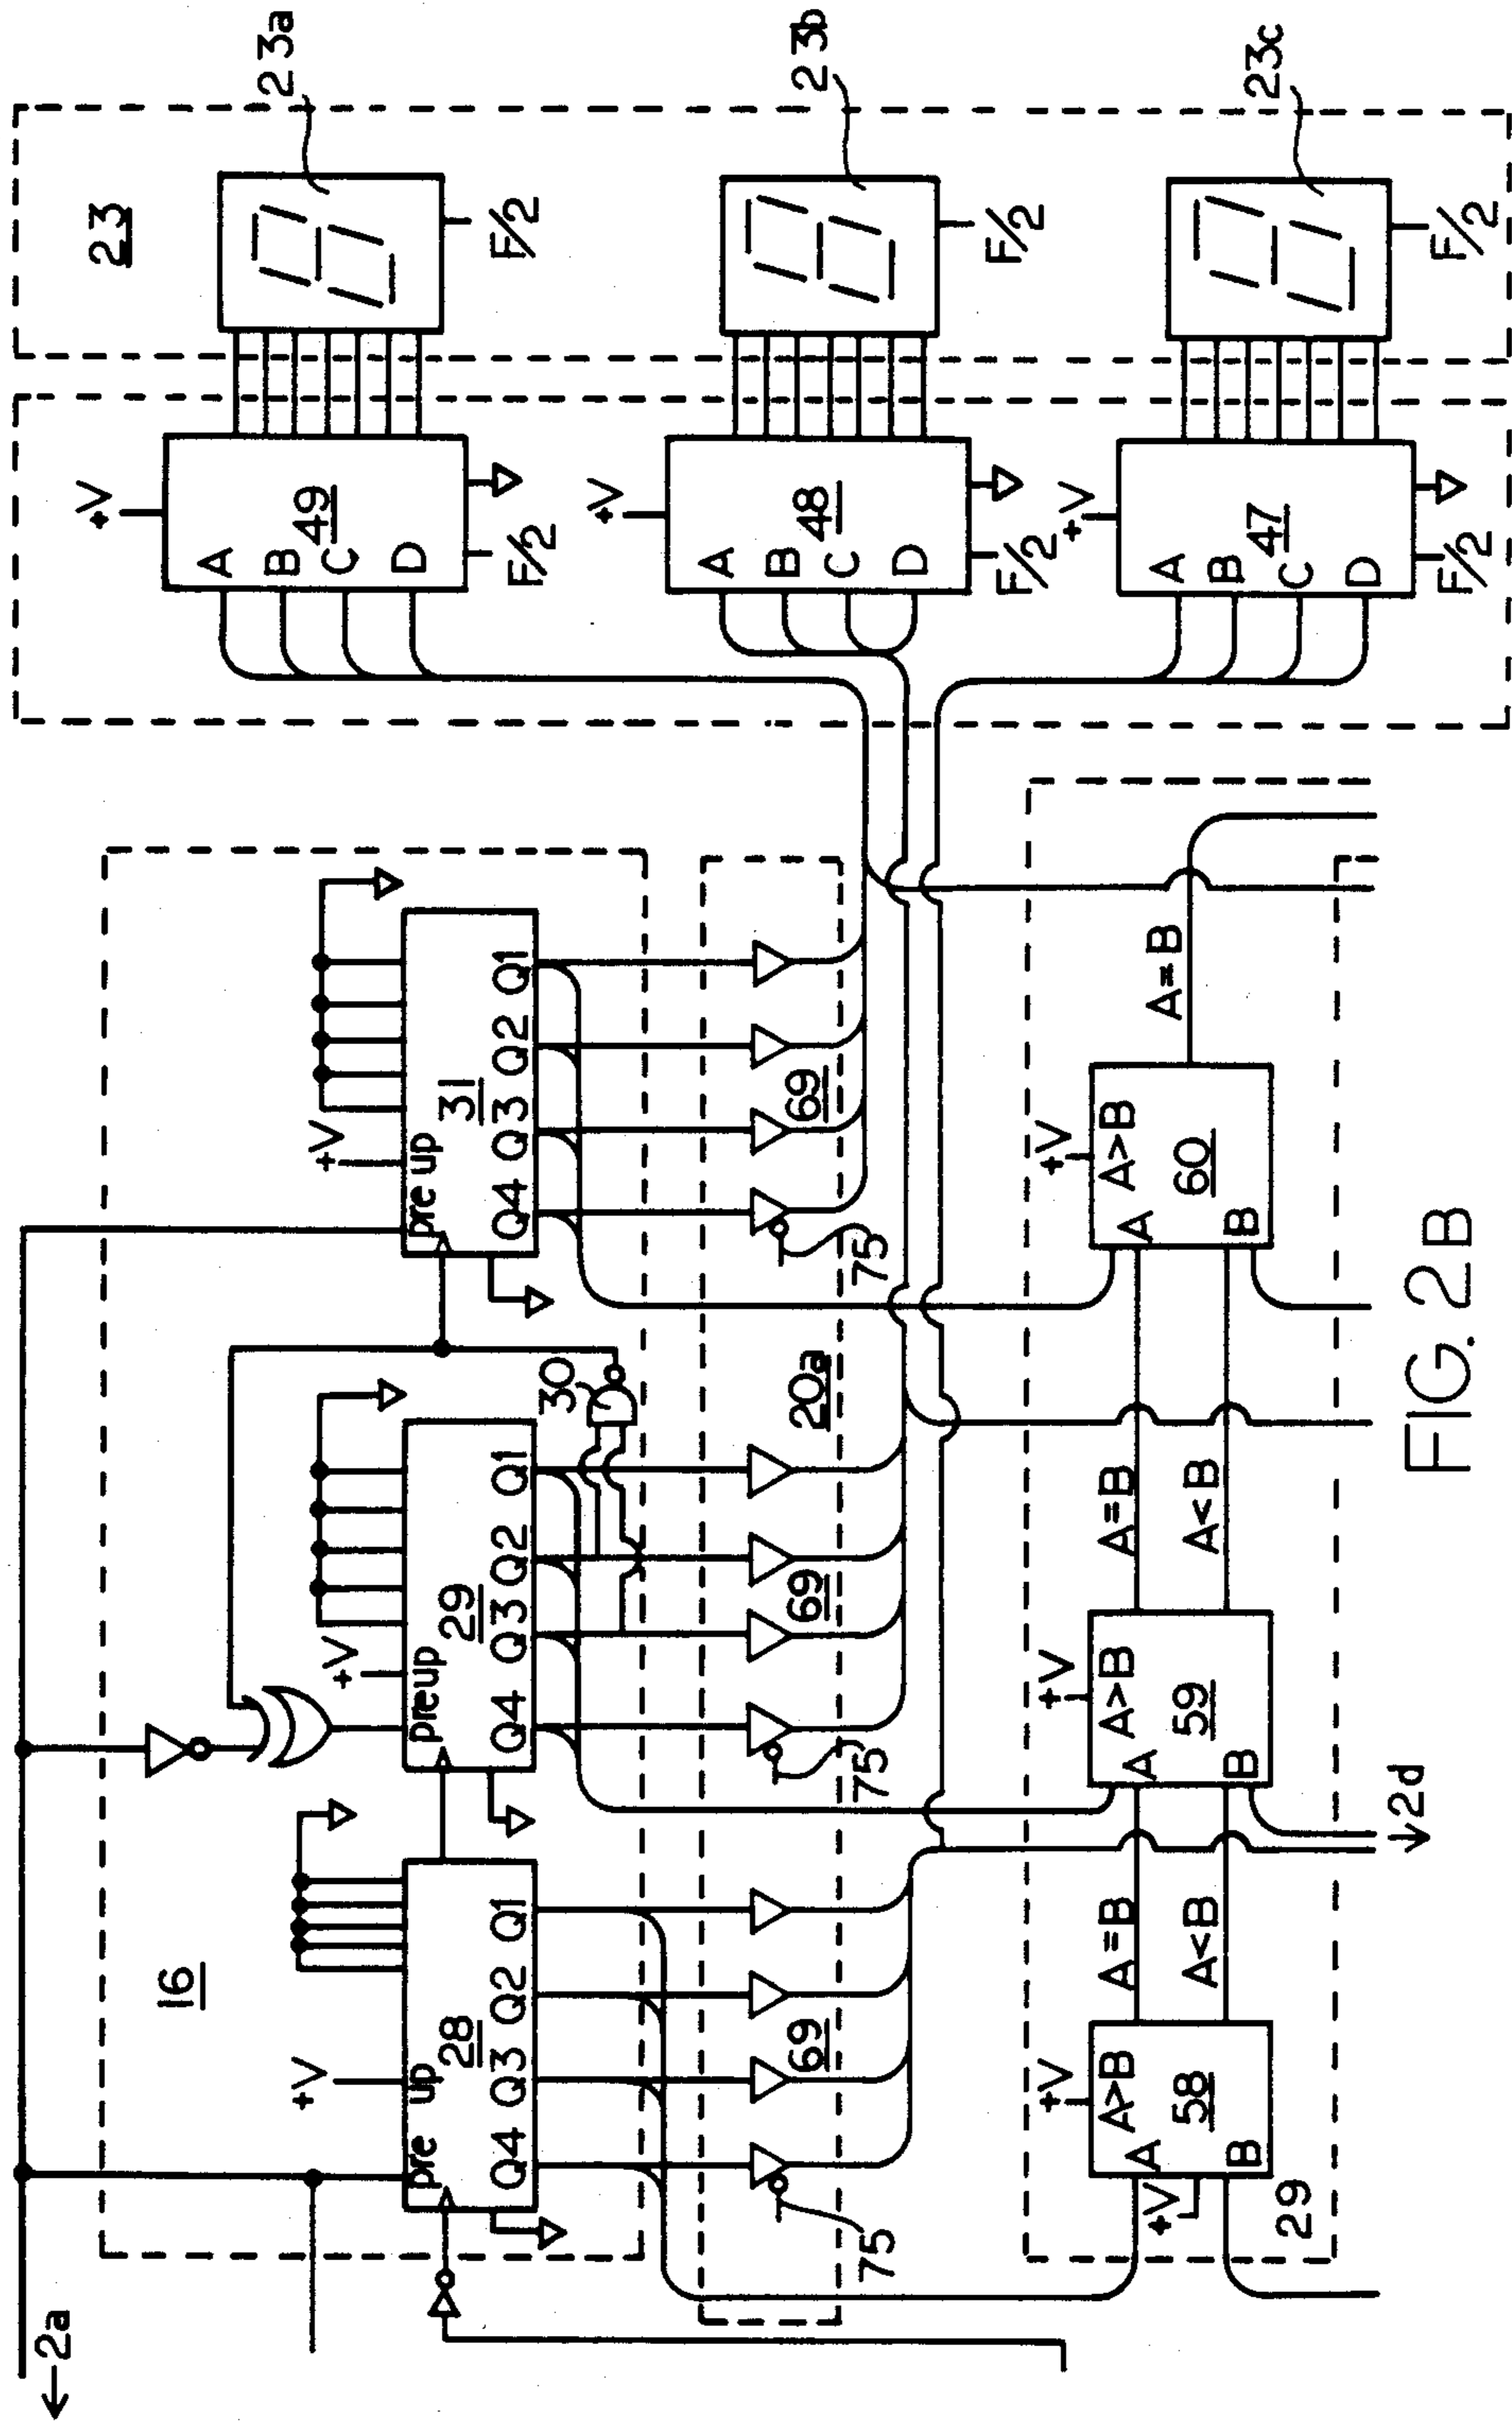 ←2a
16
+V
pre up
28
Q4 Q3 Q2 Q1
+V
preup
29
Q4 Q3 Q2 Q1
30
+V
pre up
31
Q4 Q3 Q2 Q1
75
69
75
69
20a
75
69
+V
+V
A>B
A
58
B
29
A=B
A<B
+V
A>B
A
59
B
A=B
A<B
+V
A>B
A
60
B
A=B
←2d
+V
A
B
C
D
49
F/2
+V
A
B
C
D
48
F/2
+V
A
B
C
D
47
F/2
23
23a
F/2
23b
F/2
23c
F/2
FIG. 2B